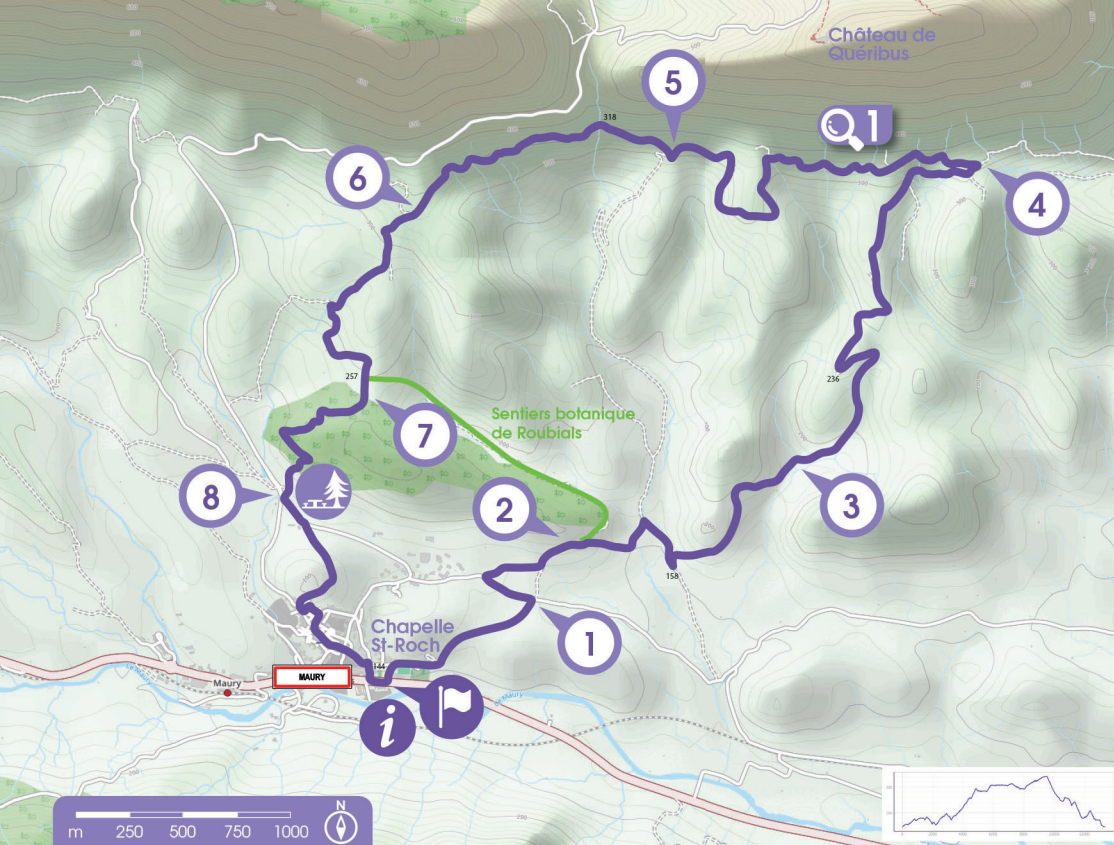 Château de
Quéribus
5
318
1
6
4
257
236
Sentiers botanique
de Roubials
7
3
2
8
158
1
Chapelle
St-Roch
144
MAURY
Maury
i
N
m 250 500 750 1000